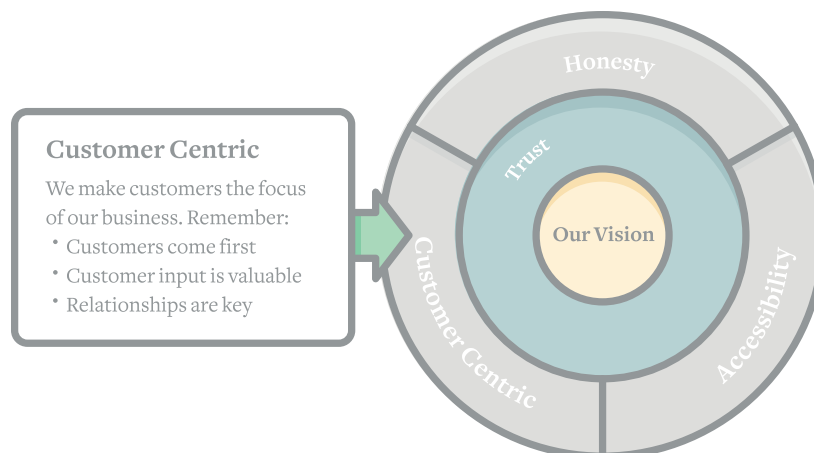 Customer Centric
We make customers the focus
of our business. Remember:
• Customers come first
• Customer input is valuable
• Relationships are key
Honesty
Trust
Our Vision
Customer Centric
Accessibility